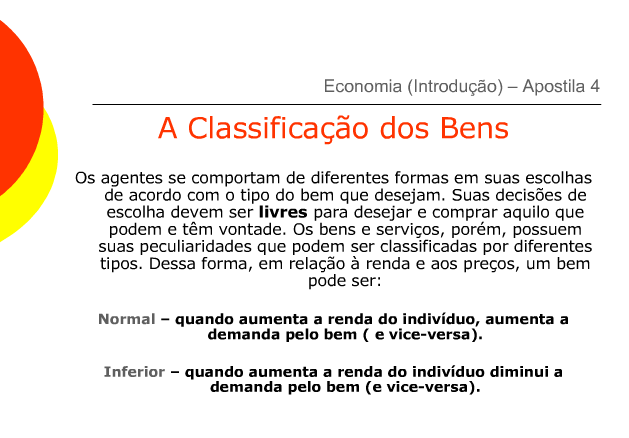 Economia (Introdução) – Apostila 4
A Classificação dos Bens
Os agentes se comportam de diferentes formas em suas escolhas
de acordo com o tipo do bem que desejam. Suas decisões de
escolha devem ser livres para desejar e comprar aquilo que
podem e têm vontade. Os bens e serviços, porém, possuem
suas peculiaridades que podem ser classificadas por diferentes
tipos. Dessa forma, em relação à renda e aos preços, um bem
pode ser:
Normal – quando aumenta a renda do indivíduo, aumenta a
demanda pelo bem ( e vice-versa).
Inferior – quando aumenta a renda do indivíduo diminui a
demanda pelo bem (e vice-versa).